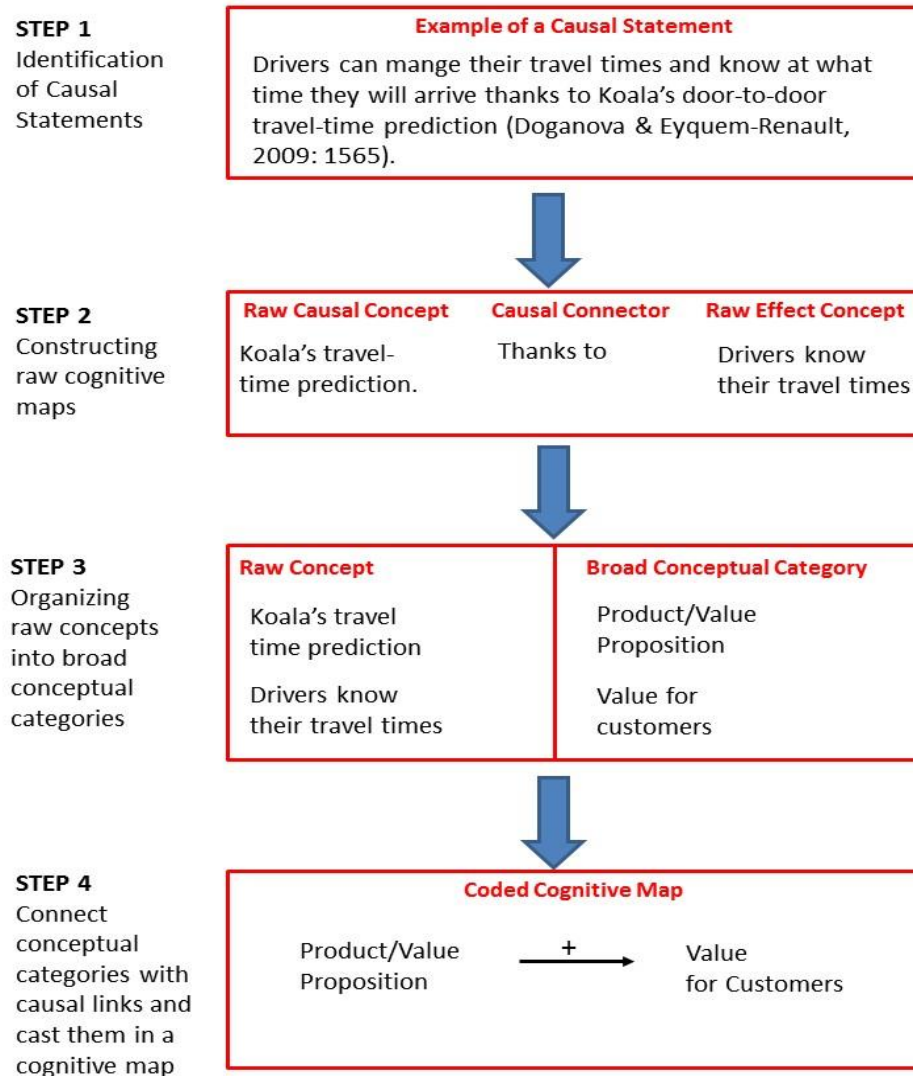 STEP 1
Identification
of Causal
Statements
Example of a Causal Statement
Drivers can mange their travel times and know at what
time they will arrive thanks to Koala’s door-to-door
travel-time prediction (Doganova & Eyquem-Renault,
2009: 1565).
STEP 2
Constructing
raw cognitive
maps
Raw Causal Concept
Koala’s travel-
time prediction.
Causal Connector
Thanks to
Raw Effect Concept
Drivers know
their travel times
STEP 3
Organizing
raw concepts
into broad
conceptual
categories
Raw Concept
Koala’s travel
time prediction
Drivers know
their travel times
Broad Conceptual Category
Product/Value
Proposition
Value for
customers
STEP 4
Connect
conceptual
categories with
causal links and
cast them in a
cognitive map
Coded Cognitive Map
Product/Value
Proposition
+
Value
for Customers